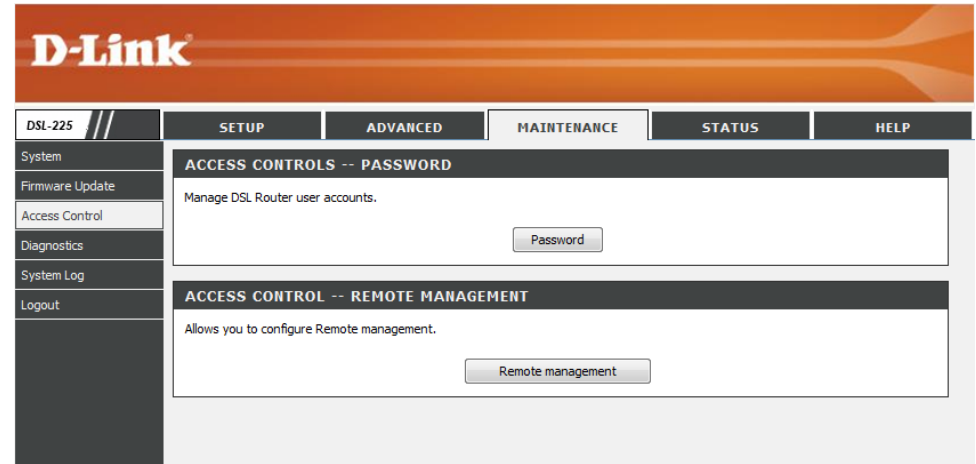 D-Link
DSL-225
SETUP
ADVANCED
MAINTENANCE
STATUS
HELP
System
Firmware Update
Access Control
Diagnostics
System Log
Logout
ACCESS CONTROLS -- PASSWORD
Manage DSL Router user accounts.
Password
ACCESS CONTROL -- REMOTE MANAGEMENT
Allows you to configure Remote management.
Remote management